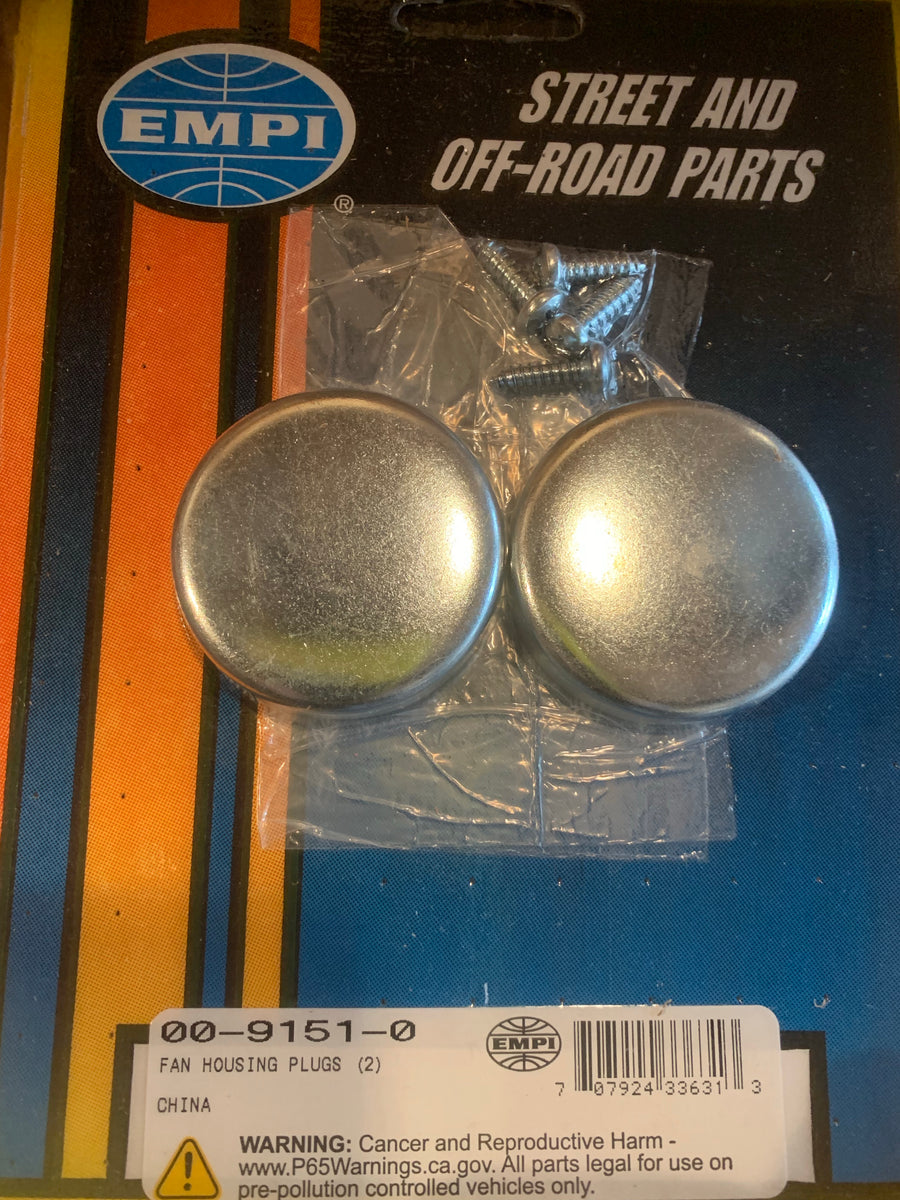 EMPI
®
STREET AND
OFF-ROAD PARTS
00-9151-0
FAN HOUSING PLUGS (2)
CHINA
EMPI
7 07924 33631 3
WARNING: Cancer and Reproductive Harm -
www.P65Warnings.ca.gov. All parts legal for use on
pre-pollution controlled vehicles only.